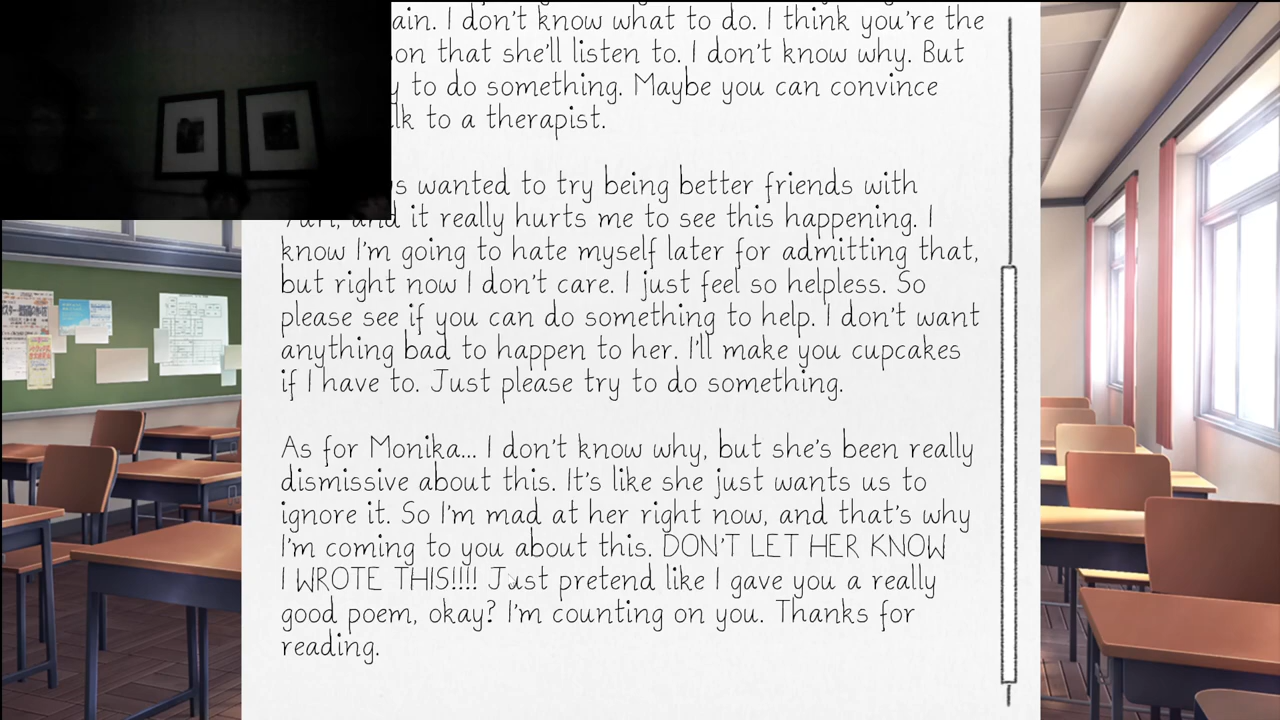 ain. I don't know what to do. I think you're the
on that she'll listen to. I don't know why. But
y to do something. Maybe you can convince
lk to a therapist.
s wanted to try being better friends with
and it really hurts me to see this happening. I
know I'm going to hate myself later for admitting that,
but right now I don't care. I just feel so helpless. So
please see if you can do something to help. I don't want
anything bad to happen to her. I'll make you cupcakes
if I have to. Just please try to do something.
As for Monika... I don't know why, but she's been really
dismissive about this. It's like she just wants us to
ignore it. So I'm mad at her right now, and that's why
I'm coming to you about this. DON'T LET HER KNOW
I WROTE THIS!!!! Just pretend like I gave you a really
good poem, okay? I'm counting on you. Thanks for
reading.